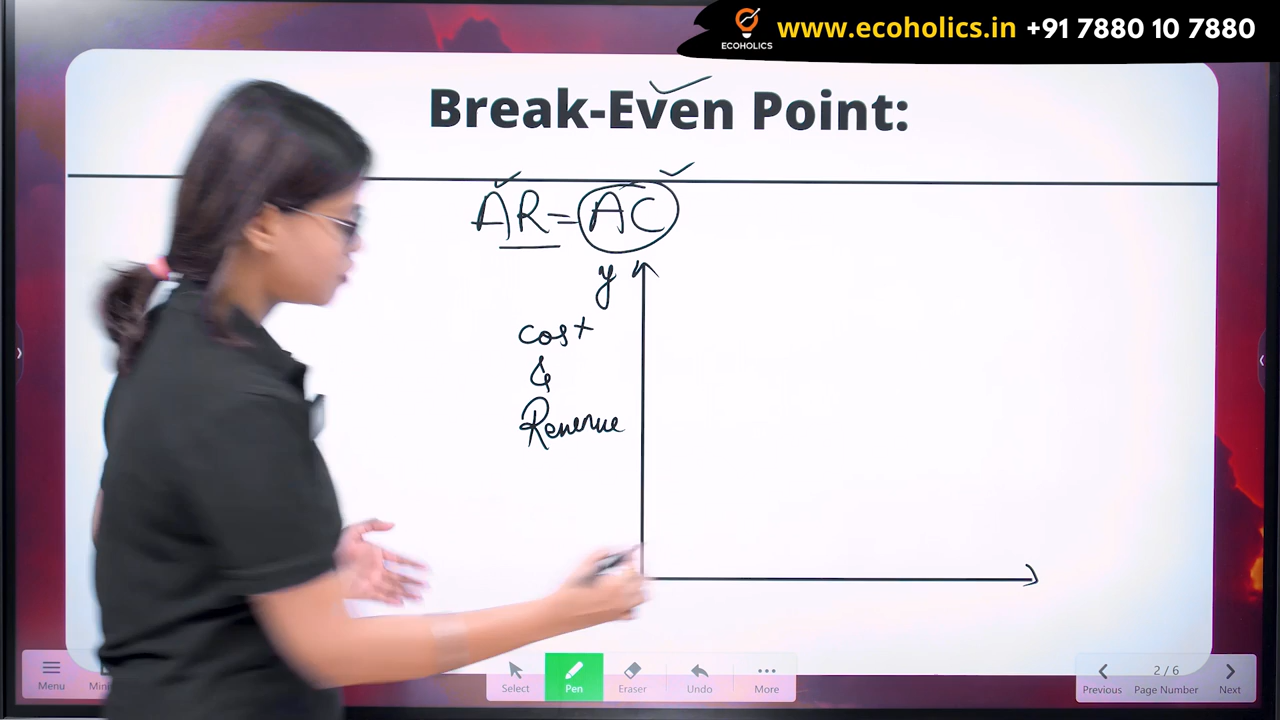 ECOHOLICS
www.ecoholics.in +91 7880 10 7880
Break-Even Point:
AR = AC
y
cost
&
Revenue
Menu
Select
Pen
Eraser
Undo
More
Previous
2 / 6
Page Number
Next